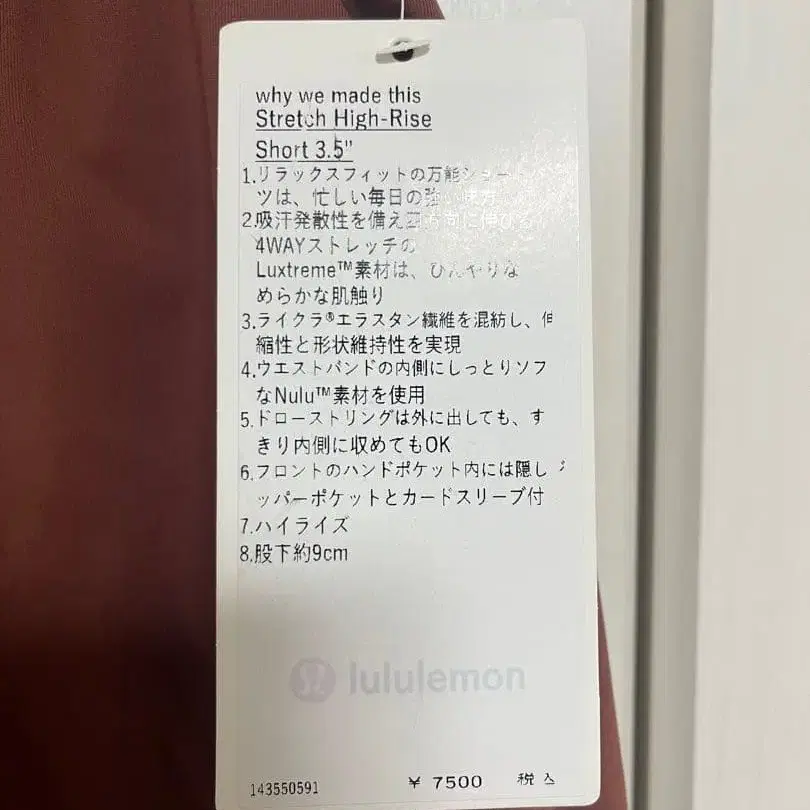 why we made this
Stretch High-Rise
Short 3.5"
1.リラックスフィットの万能ショー
ツは、忙しい毎日の強い味方
2.吸汗発散性を備え四方向に伸びる
4WAYストレッチの
Luxtreme™素材は、ひんやりな
めらかな肌触り
3.ライクラ®エラスタン繊維を混紡し、伸
縮性と形状維持性を実現
4.ウエストバンドの内側にしっとりソフ
なNulu™素材を使用
5.ドローストリングは外に出しても、す
きり内側に収めてもOK
6.フロントのハンドポケット内には隠しジ
ッパーポケットとカードスリーブ付
7.ハイライズ
8.股下約9cm
lululemon
143550591 ¥ 7500 税込